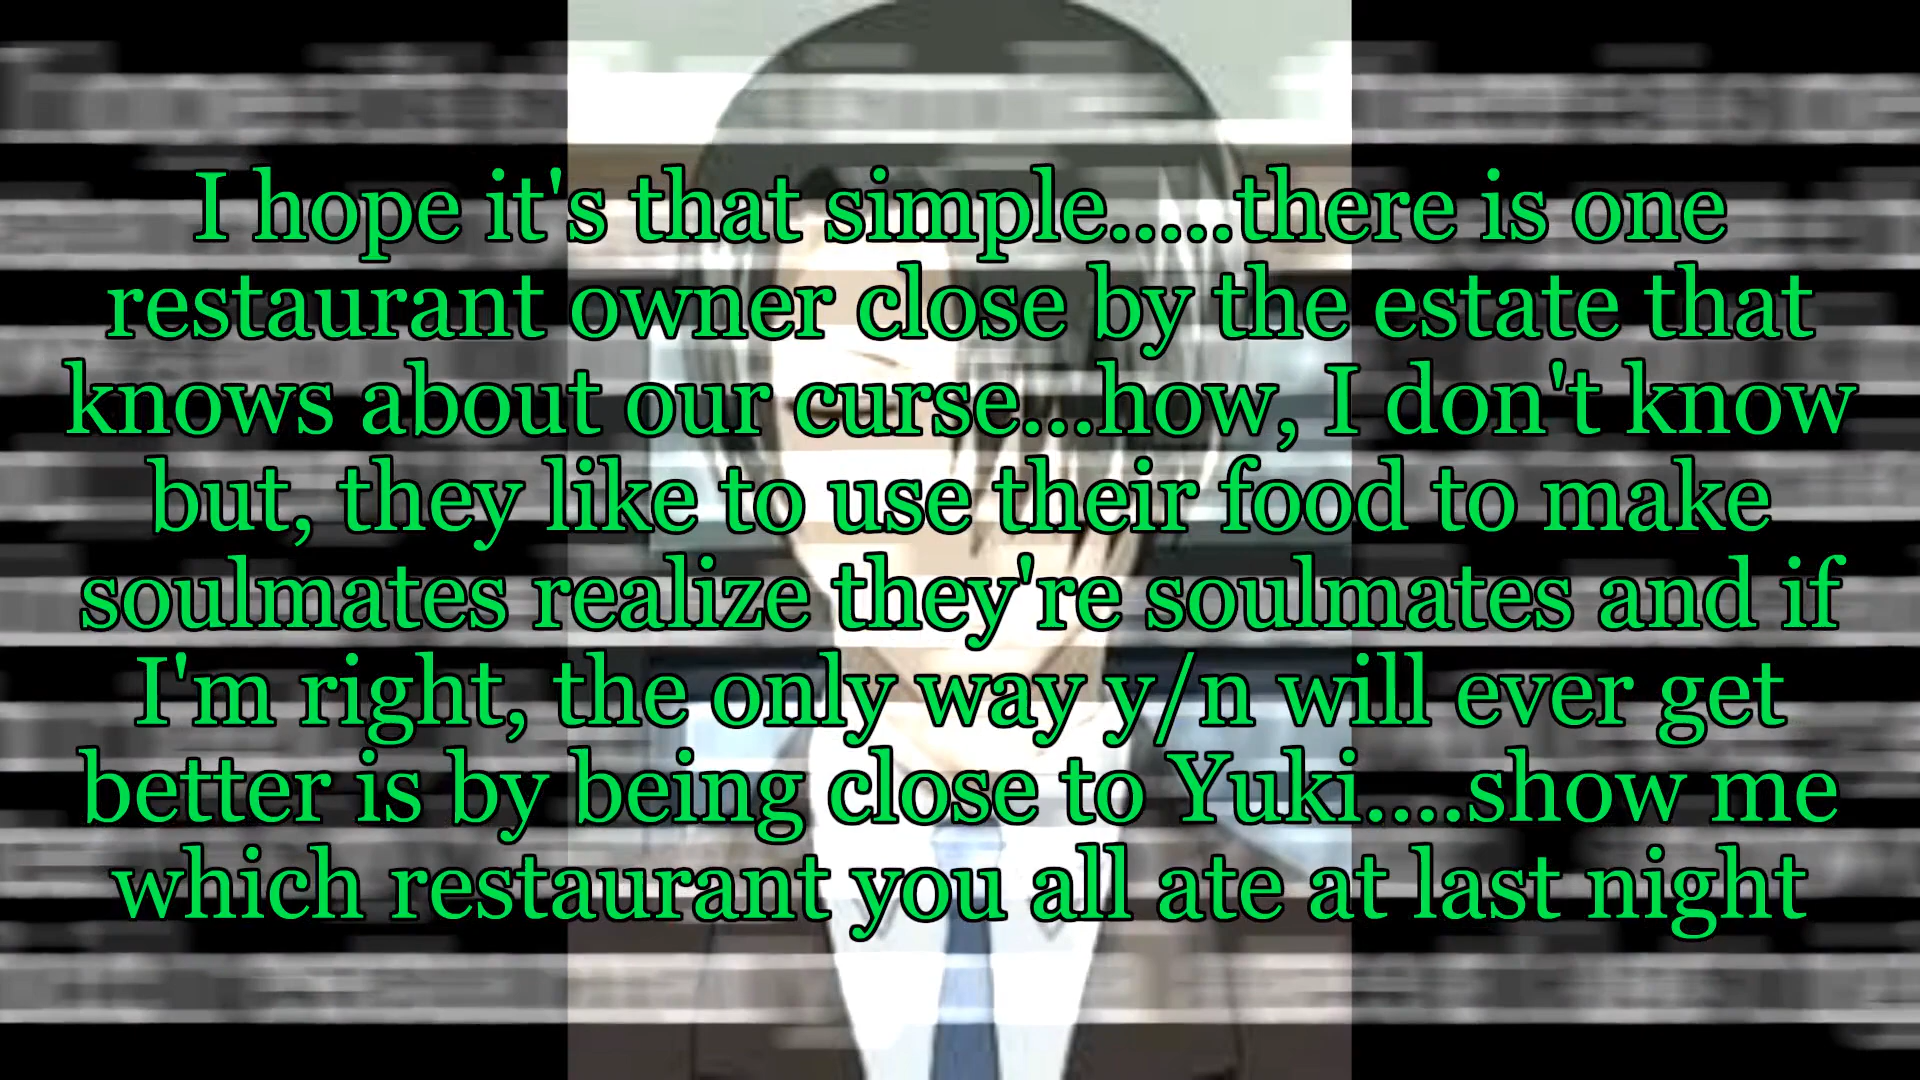 I hope it's that simple.....there is one
restaurant owner close by the estate that
knows about our curse...how, I don't know
but, they like to use their food to make
soulmates realize they're soulmates and if
I'm right, the only way y/n will ever get
better is by being close to Yuki....show me
which restaurant you all ate at last night